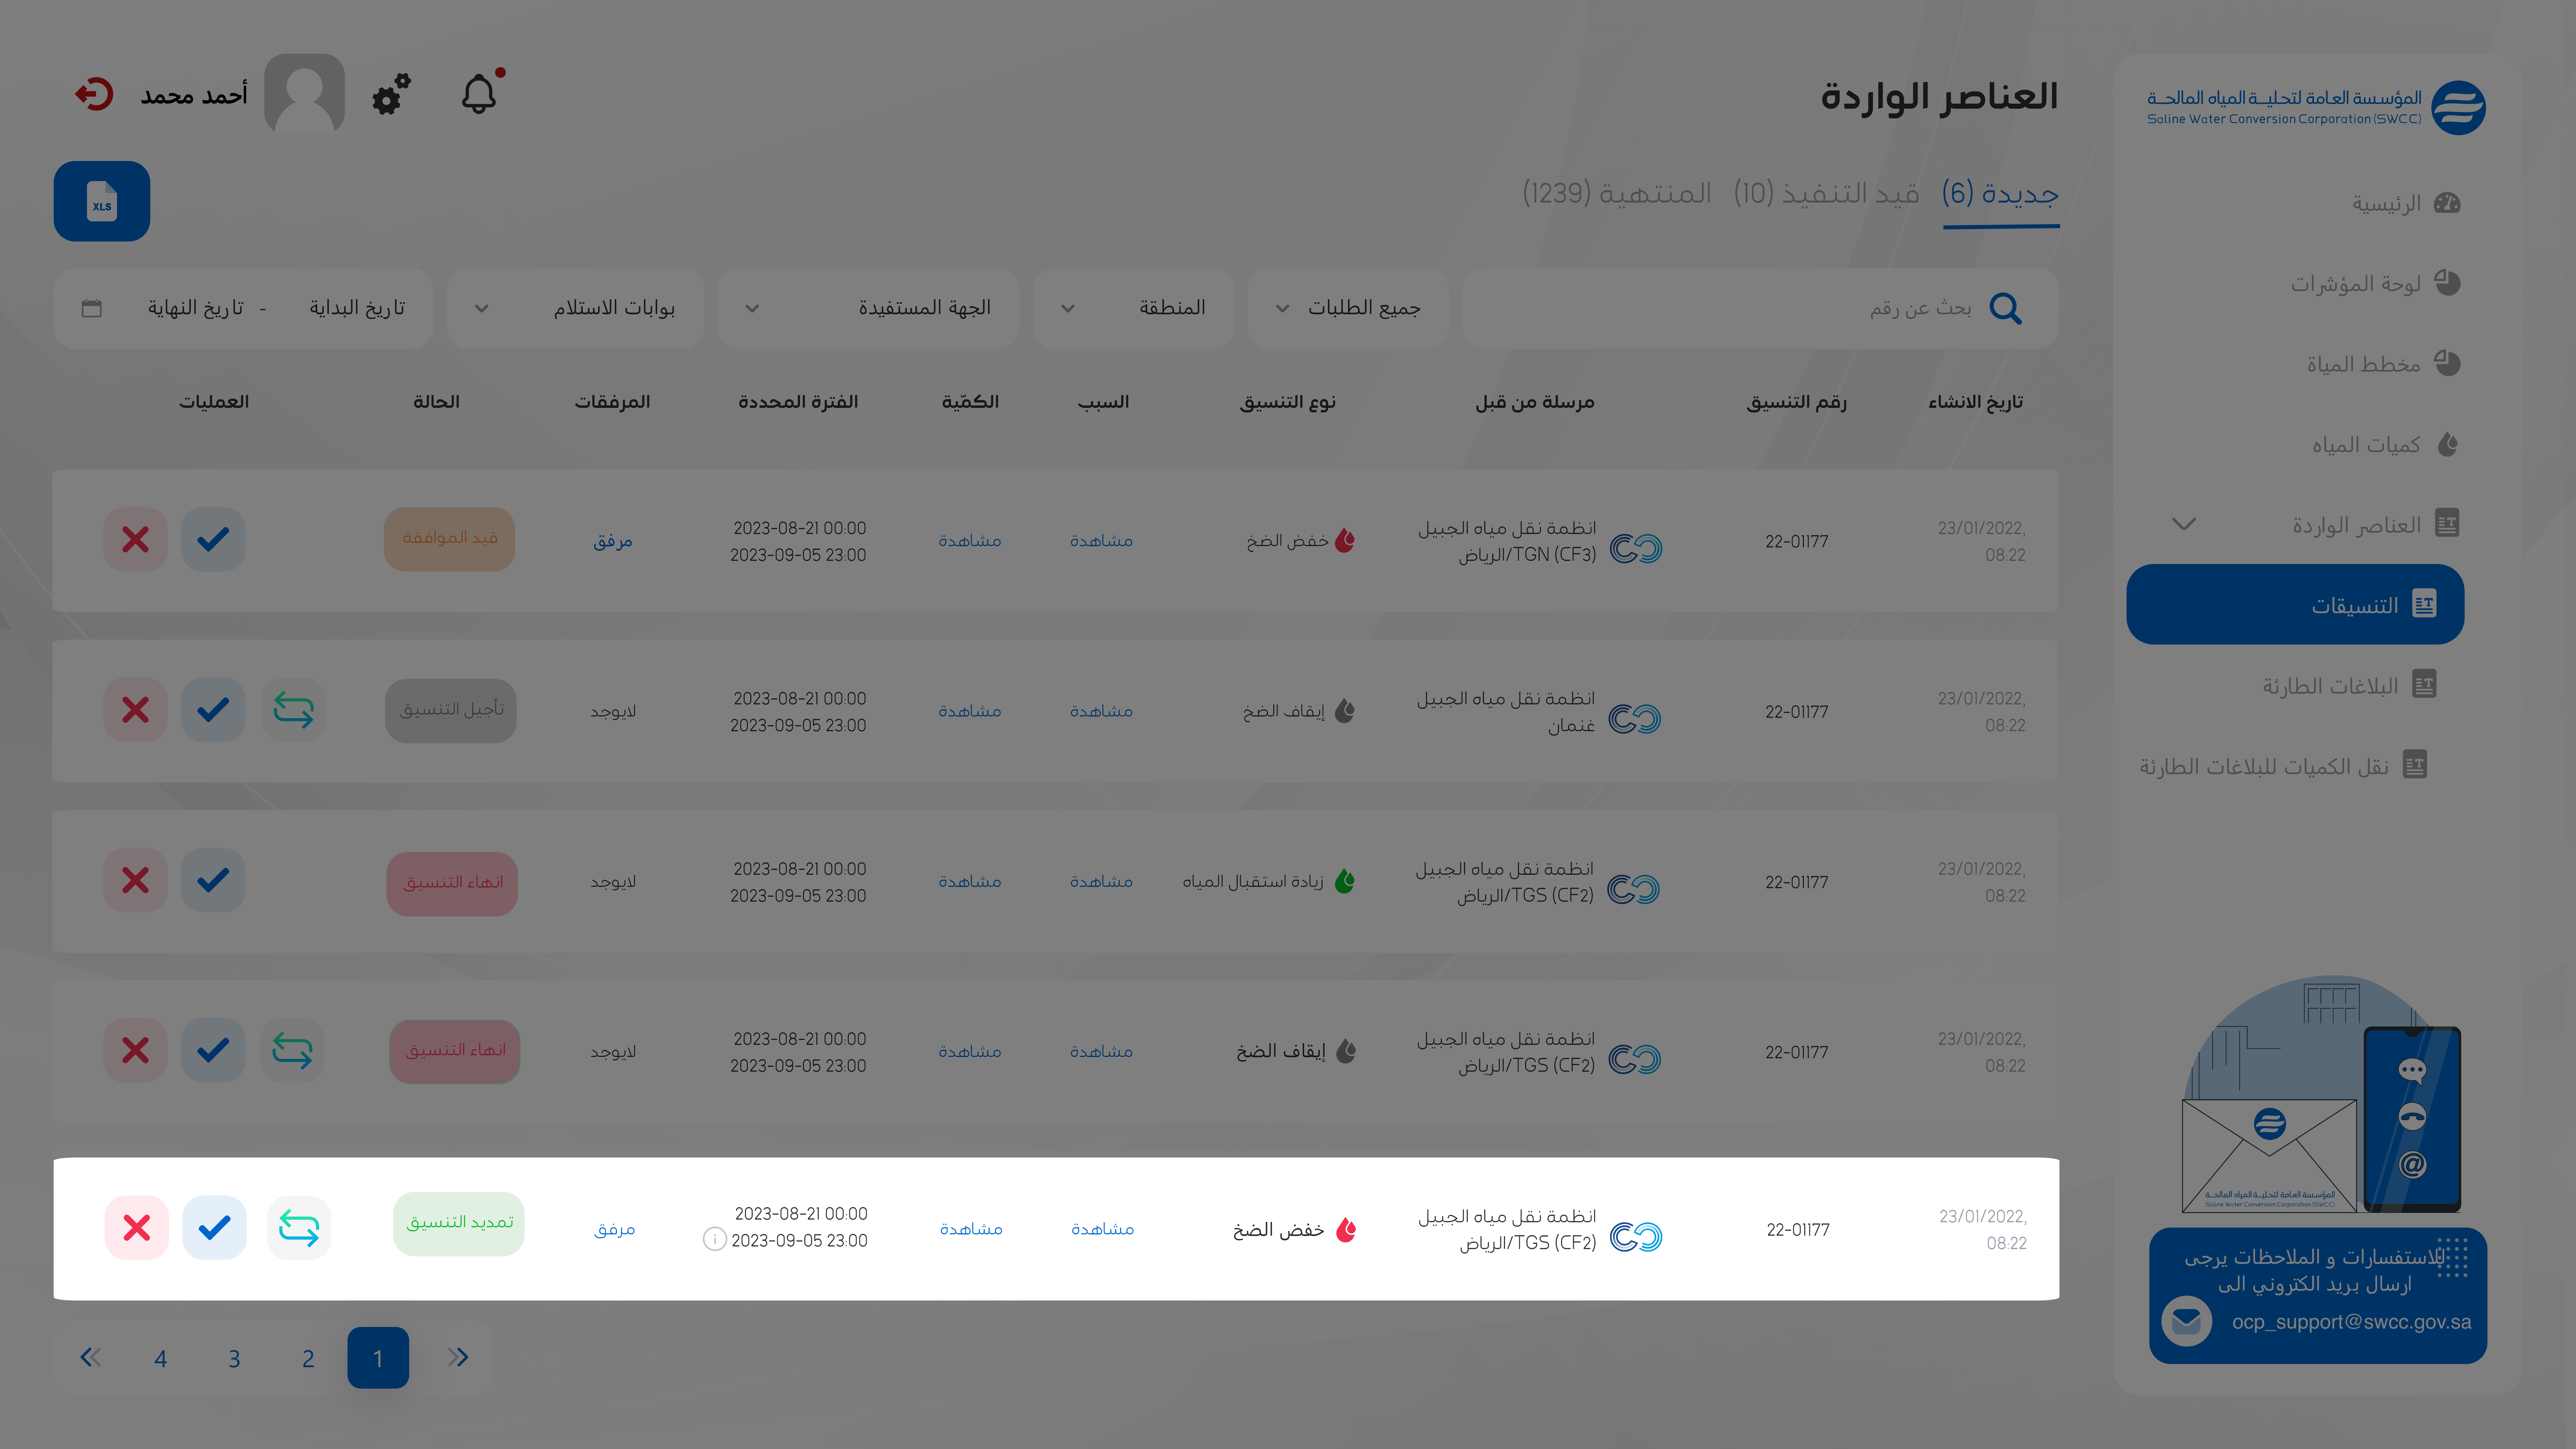 المؤسسة العامة لتحلية المياه المالحة
Saline Water Conversion Corporation (SWCC)
الرئيسية
لوحة المؤشرات
مخطط المياة
كميات المياه
العناصر الواردة
التنسيقات
البلاغات الطارئة
نقل الكميات للبلاغات الطارئة
المؤسسة العامة لتحلية المياه المالحة
Saline Water Conversion Corporation (SWCC)
للاستفسارات و الملاحظات يرجى
ارسال بريد الكتروني الى
ocp_support@swcc.gov.sa
العناصر الواردة
أحمد محمد
جديدة (6) قيد التنفيذ (10) المنتهية (1239)
XLS
بحث عن رقم
جميع الطلبات
المنطقة
الجهة المستفيدة
بوابات الاستلام
تاريخ البداية - تاريخ النهاية
تاريخ الانشاء رقم التنسيق مرسلة من قبل نوع التنسيق السبب الكمّية الفترة المحددة المرفقات الحالة العمليات
23/01/2022, 08:22
22-01177
انظمة نقل مياه الجبيل
الرياض/TGN (CF3)
خفض الضخ
مشاهدة
مشاهدة
2023-08-21 00:00
2023-09-05 23:00
مرفق
قيد الموافقة
23/01/2022, 08:22
22-01177
انظمة نقل مياه الجبيل
غنمان
إيقاف الضخ
مشاهدة
مشاهدة
2023-08-21 00:00
2023-09-05 23:00
لايوجد
تأجيل التنسيق
23/01/2022, 08:22
22-01177
انظمة نقل مياه الجبيل
الرياض/TGS (CF2)
زيادة استقبال المياه
مشاهدة
مشاهدة
2023-08-21 00:00
2023-09-05 23:00
لايوجد
انهاء التنسيق
23/01/2022, 08:22
22-01177
انظمة نقل مياه الجبيل
الرياض/TGS (CF2)
إيقاف الضخ
مشاهدة
مشاهدة
2023-08-21 00:00
2023-09-05 23:00
لايوجد
انهاء التنسيق
23/01/2022, 08:22
22-01177
انظمة نقل مياه الجبيل
الرياض/TGS (CF2)
خفض الضخ
مشاهدة
مشاهدة
2023-08-21 00:00
2023-09-05 23:00
مرفق
تمديد التنسيق
1 2 3 4